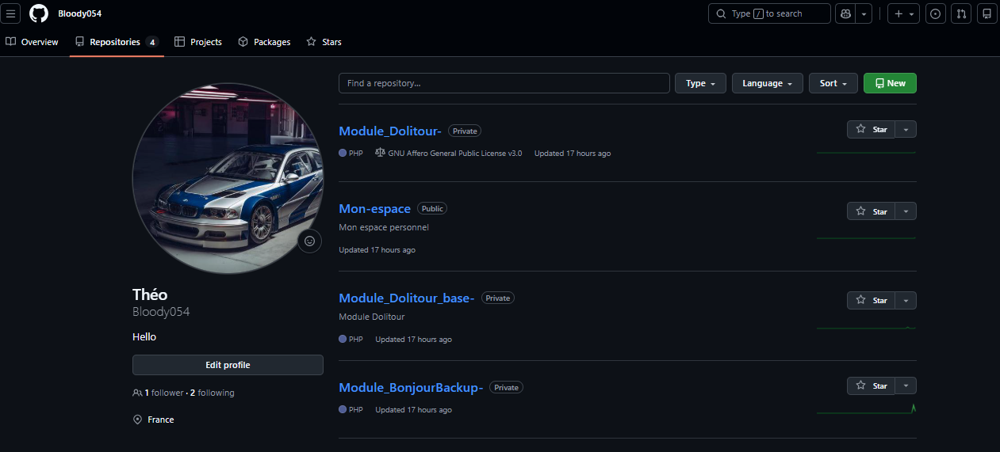 Bloody054
Type / to search
Overview
Repositories 4
Projects
Packages
Stars
Find a repository...
Type
Language
Sort
New
Module_Dolitour- Private
Star
PHP GNU Affero General Public License v3.0 Updated 17 hours ago
Mon-espace Public
Star
Mon espace personnel
Updated 17 hours ago
Module_Dolitour_base- Private
Star
Module Dolitour
PHP Updated 17 hours ago
Module_BonjourBackup- Private
Star
PHP Updated 17 hours ago
Théo
Bloody054
Hello
Edit profile
1 follower · 2 following
France